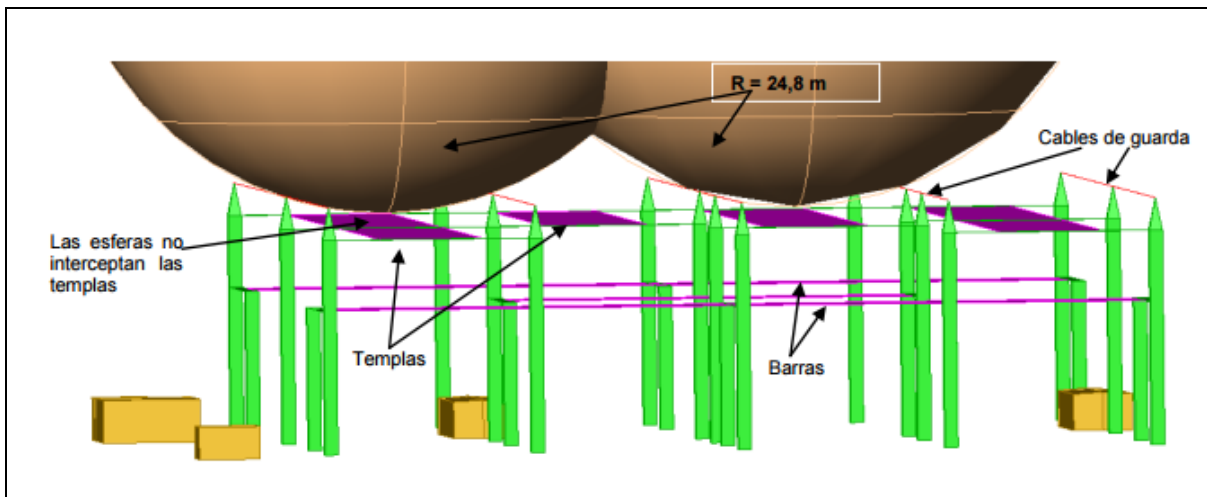 R = 24,8 m
Cables de guarda
Las esferas no
interceptan las
templas
Templas
Barras